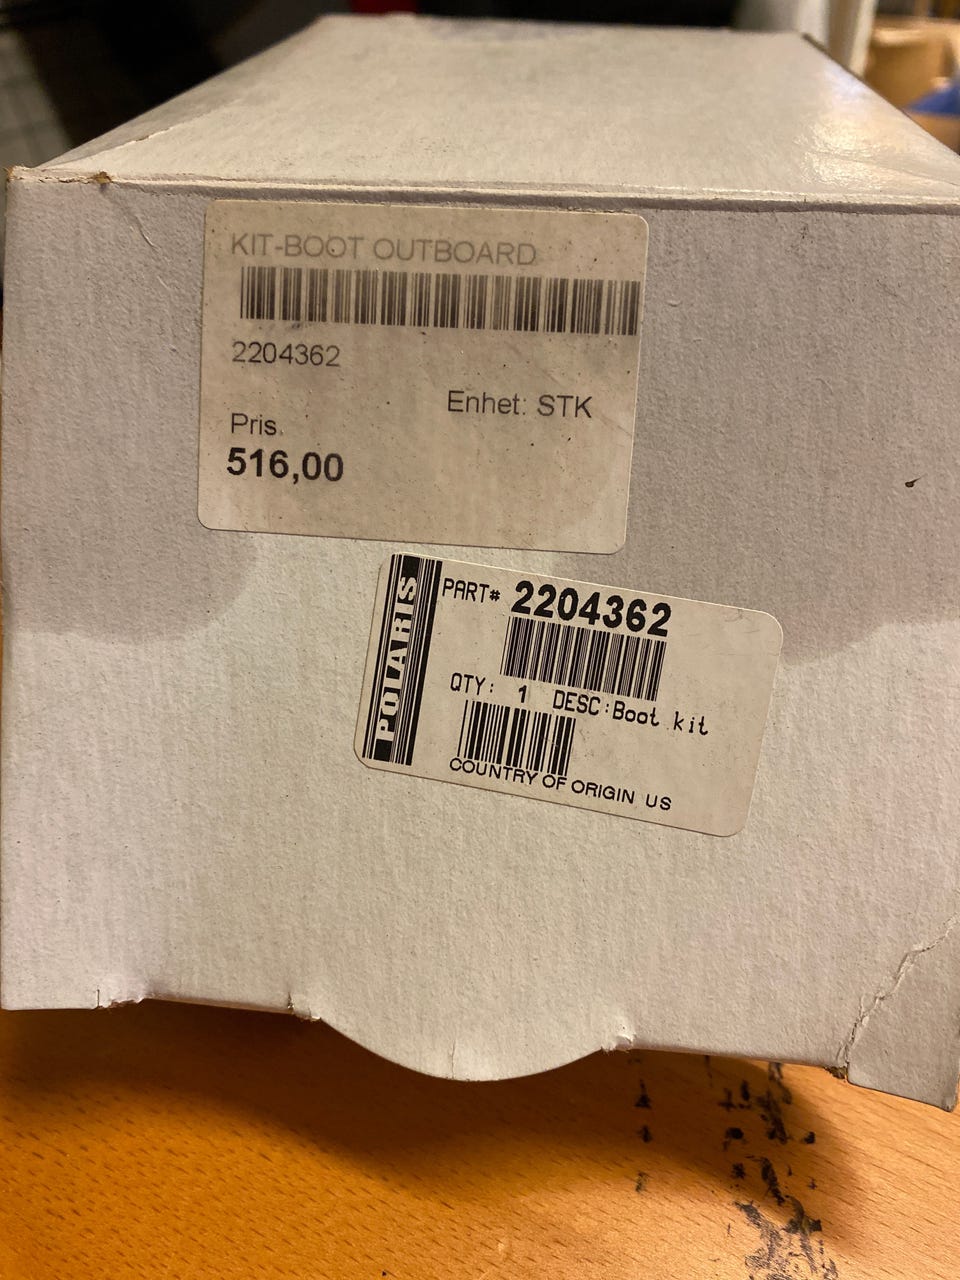 KIT-BOOT OUTBOARD
2204362
Enhet: STK
Pris.
516,00
POLARIS
PART# 2204362
QTY: 1 DESC:Boot kit
COUNTRY OF ORIGIN US